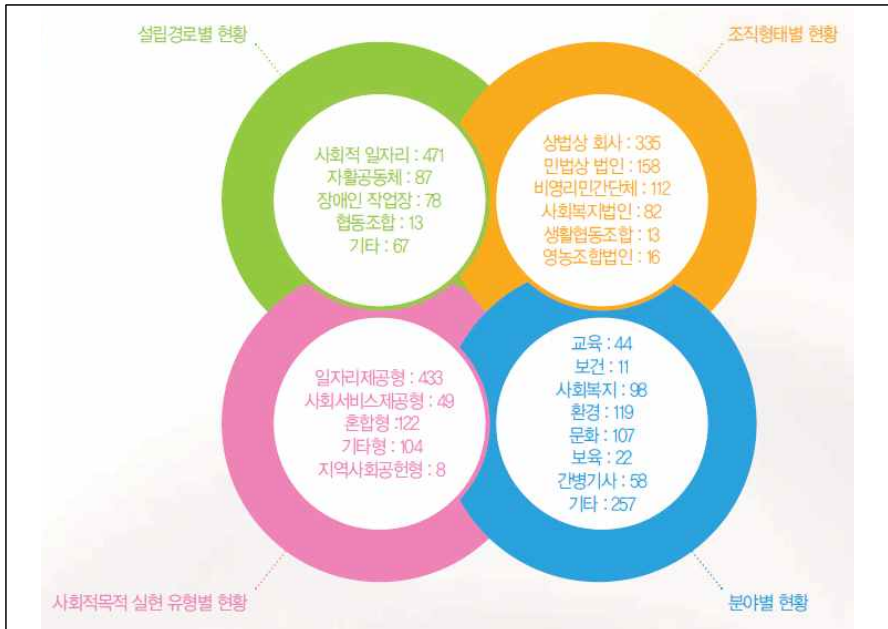 설립경로별 현황
조직형태별 현황
사회적 일자리 : 471
자활공동체 : 87
장애인 작업장 : 78
협동조합 : 13
기타 : 67
상법상 회사 : 335
민법상 법인 : 158
비영리민간단체 : 112
사회복지법인 : 82
생활협동조합 : 13
영농조합법인 : 16
일자리제공형 : 433
사회서비스제공형 : 49
혼합형 :122
기타형 : 104
지역사회공헌형 : 8
교육 : 44
보건 : 11
사회복지 : 98
환경 : 119
문화 : 107
보육 : 22
간병기사 : 58
기타 : 257
사회적목적 실현 유형별 현황
분야별 현황